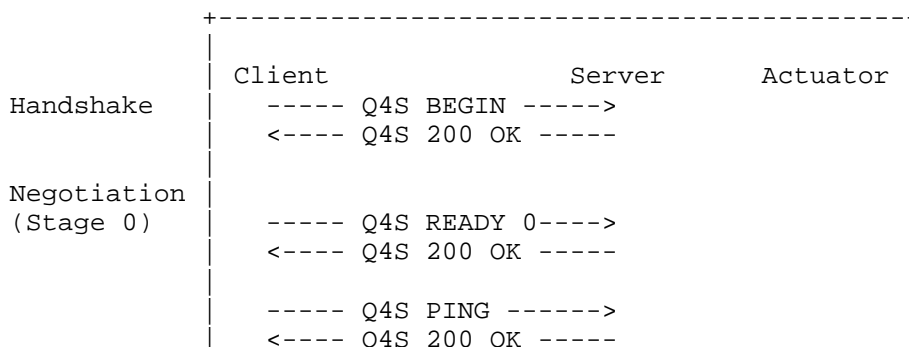 +---------------------------------------------
|
| Client Server Actuator
Handshake | ----- Q4S BEGIN ----->
| <---- Q4S 200 OK -----
|
Negotiation |
(Stage 0) | ----- Q4S READY 0---->
| <---- Q4S 200 OK -----
|
| ----- Q4S PING ------>
| <---- Q4S 200 OK -----